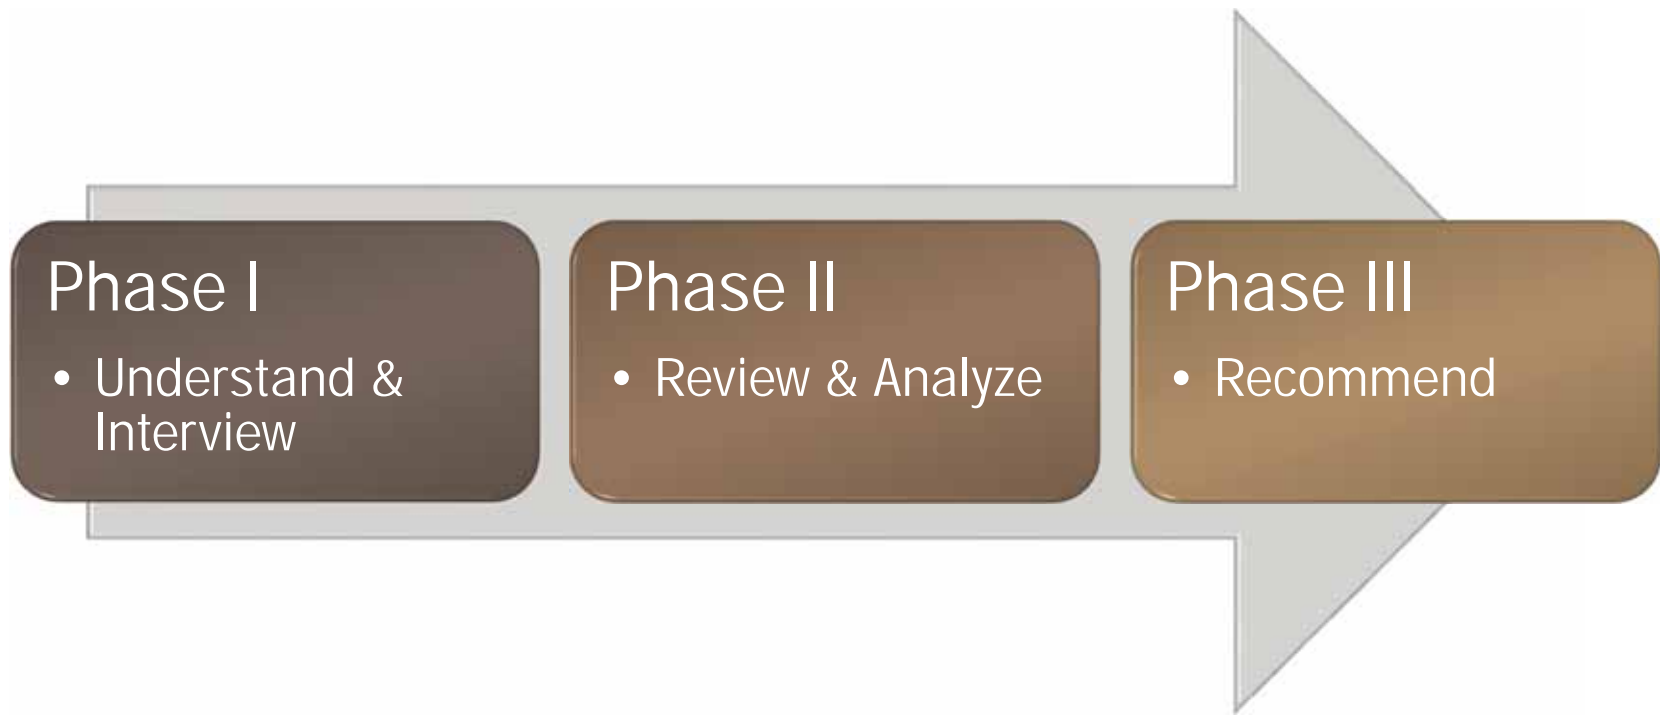 Phase I
• Understand &
Interview
Phase II
• Review & Analyze
Phase III
• Recommend